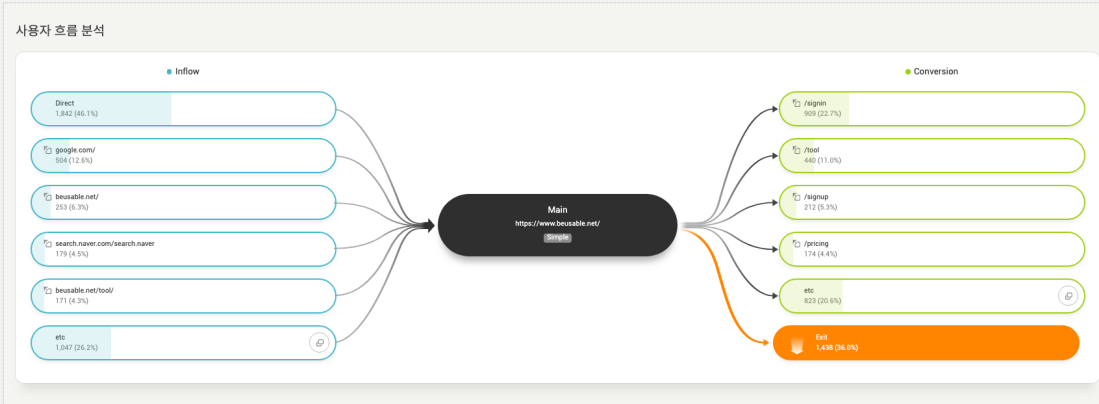 사용자 흐름 분석
Inflow
Direct
1,842 (46.1%)
google.com/
504 (12.6%)
beusable.net/
253 (6.3%)
search.naver.com/search.naver
179 (4.5%)
beusable.net/tool/
171 (4.3%)
etc
1,047 (26.2%)
Main
https://www.beusable.net/
Simple
Conversion
/signin
909 (22.7%)
/tool
440 (11.0%)
/signup
212 (5.3%)
/pricing
174 (4.4%)
etc
823 (20.6%)
Exit
1,438 (36.0%)